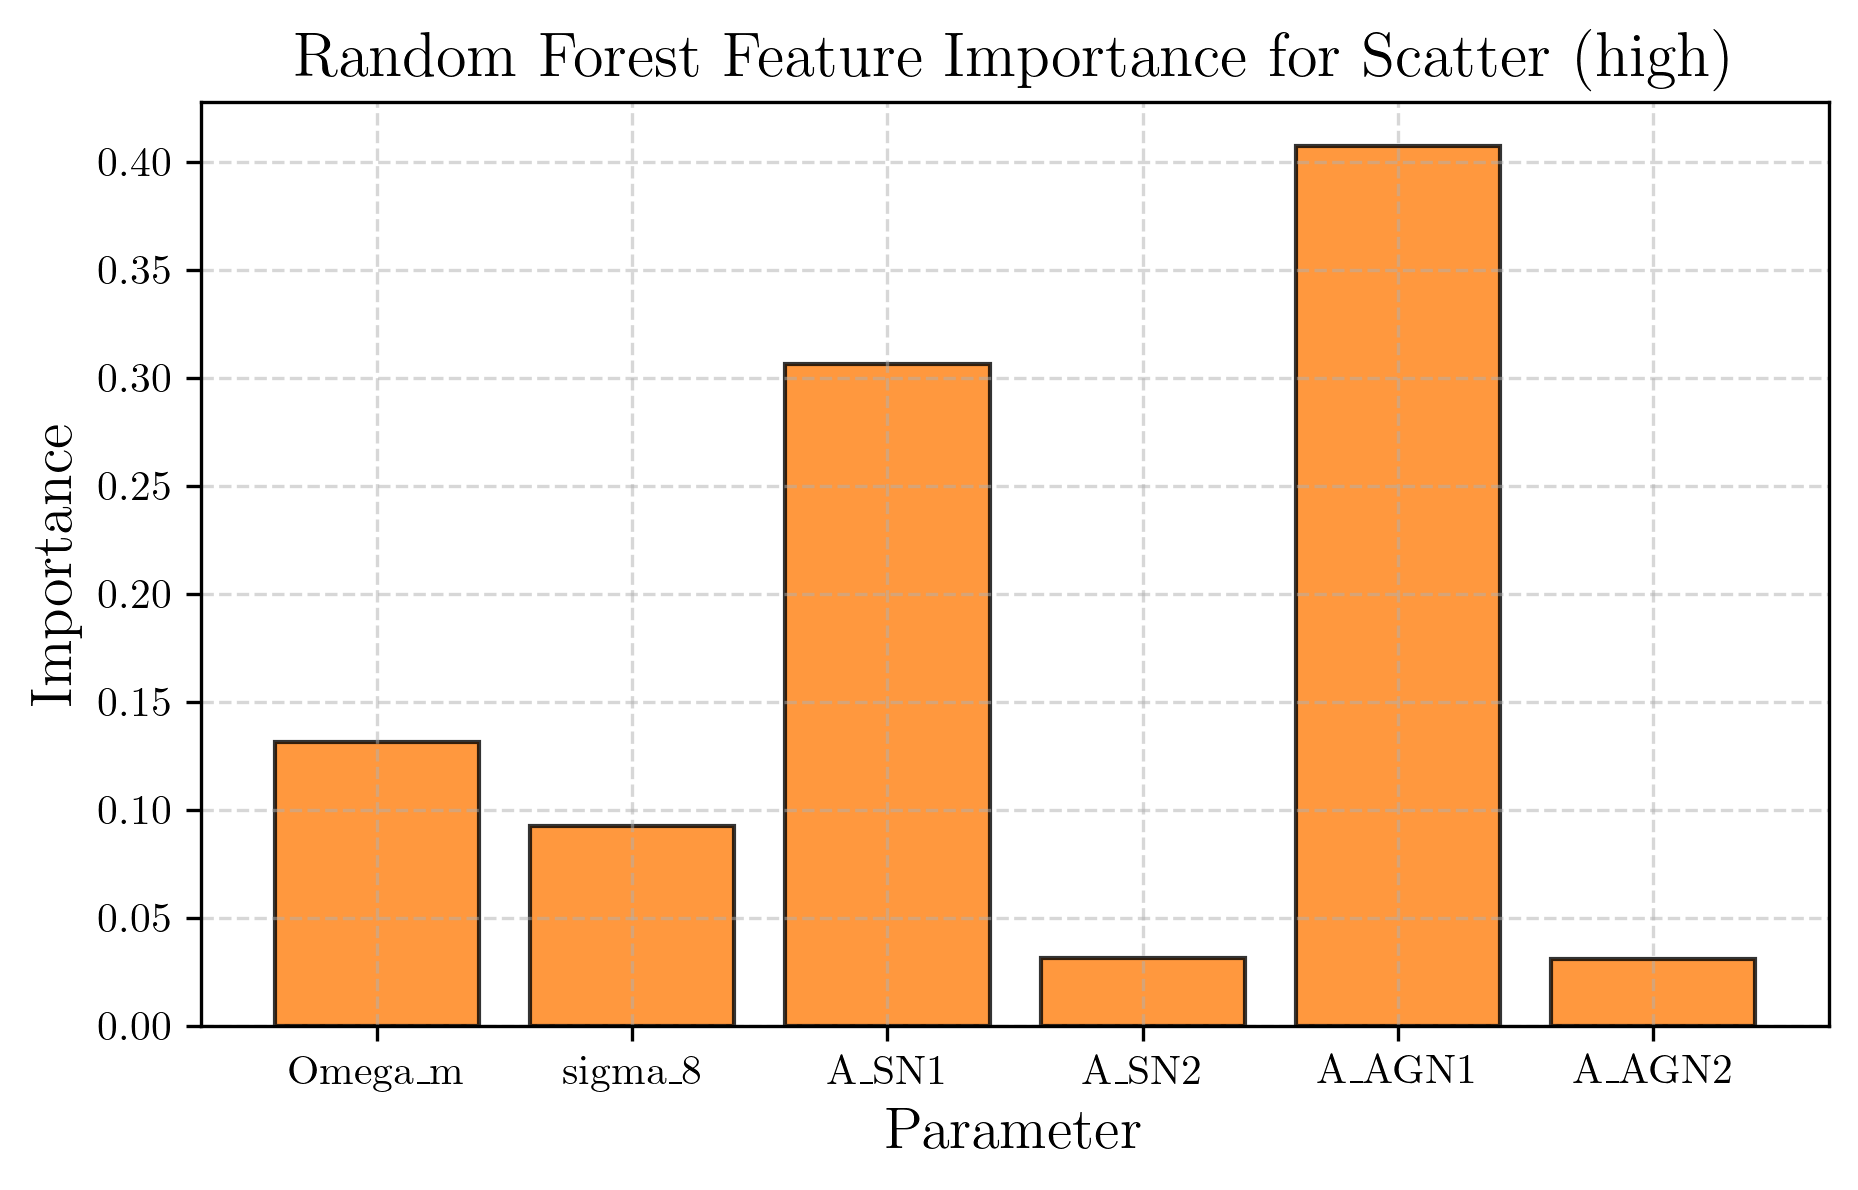 Random Forest Feature Importance for Scatter (high)
Importance
0.40
0.35
0.30
0.25
0.20
0.15
0.10
0.05
0.00
Omega_m sigma_8 A_SN1 A_SN2 A_AGN1 A_AGN2
Parameter